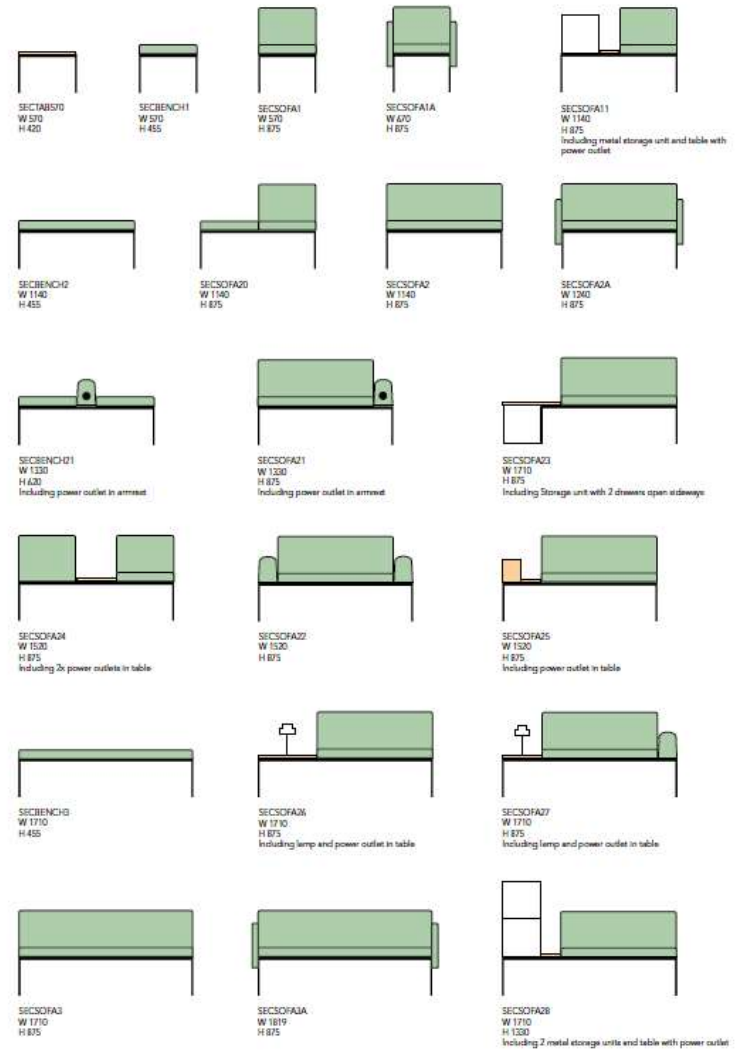 SECTAB570
W 570
H 420
SECBENCH1
W 570
H 455
SECSOFA1
W 570
H 875
SECSOFA1A
W 670
H 875
SECSOFA11
W 1140
H 875
Including metal storage unit and table with
power outlet
SECBENCH2
W 1140
H 455
SECSOFA20
W 1140
H 875
SECSOFA2
W 1140
H 875
SECSOFA2A
W 1240
H 875
SECBENCH21
W 1330
H 620
Including power outlet in armrest
SECSOFA21
W 1330
H 875
Including power outlet in armrest
SECSOFA23
W 1710
H 875
Including Storage unit with 2 drawers open sideways
SECSOFA24
W 1520
H 875
Including 2x power outlets in table
SECSOFA22
W 1520
H 875
SECSOFA25
W 1520
H 875
Including power outlet in table
SECBENCH3
W 1710
H 455
SECSOFA26
W 1710
H 875
Including lamp and power outlet in table
SECSOFA27
W 1710
H 875
Including lamp and power outlet in table
SECSOFA3
W 1710
H 875
SECSOFA3A
W 1819
H 875
SECSOFA28
W 1710
H 1330
Including 2 metal storage units and table with power outlet